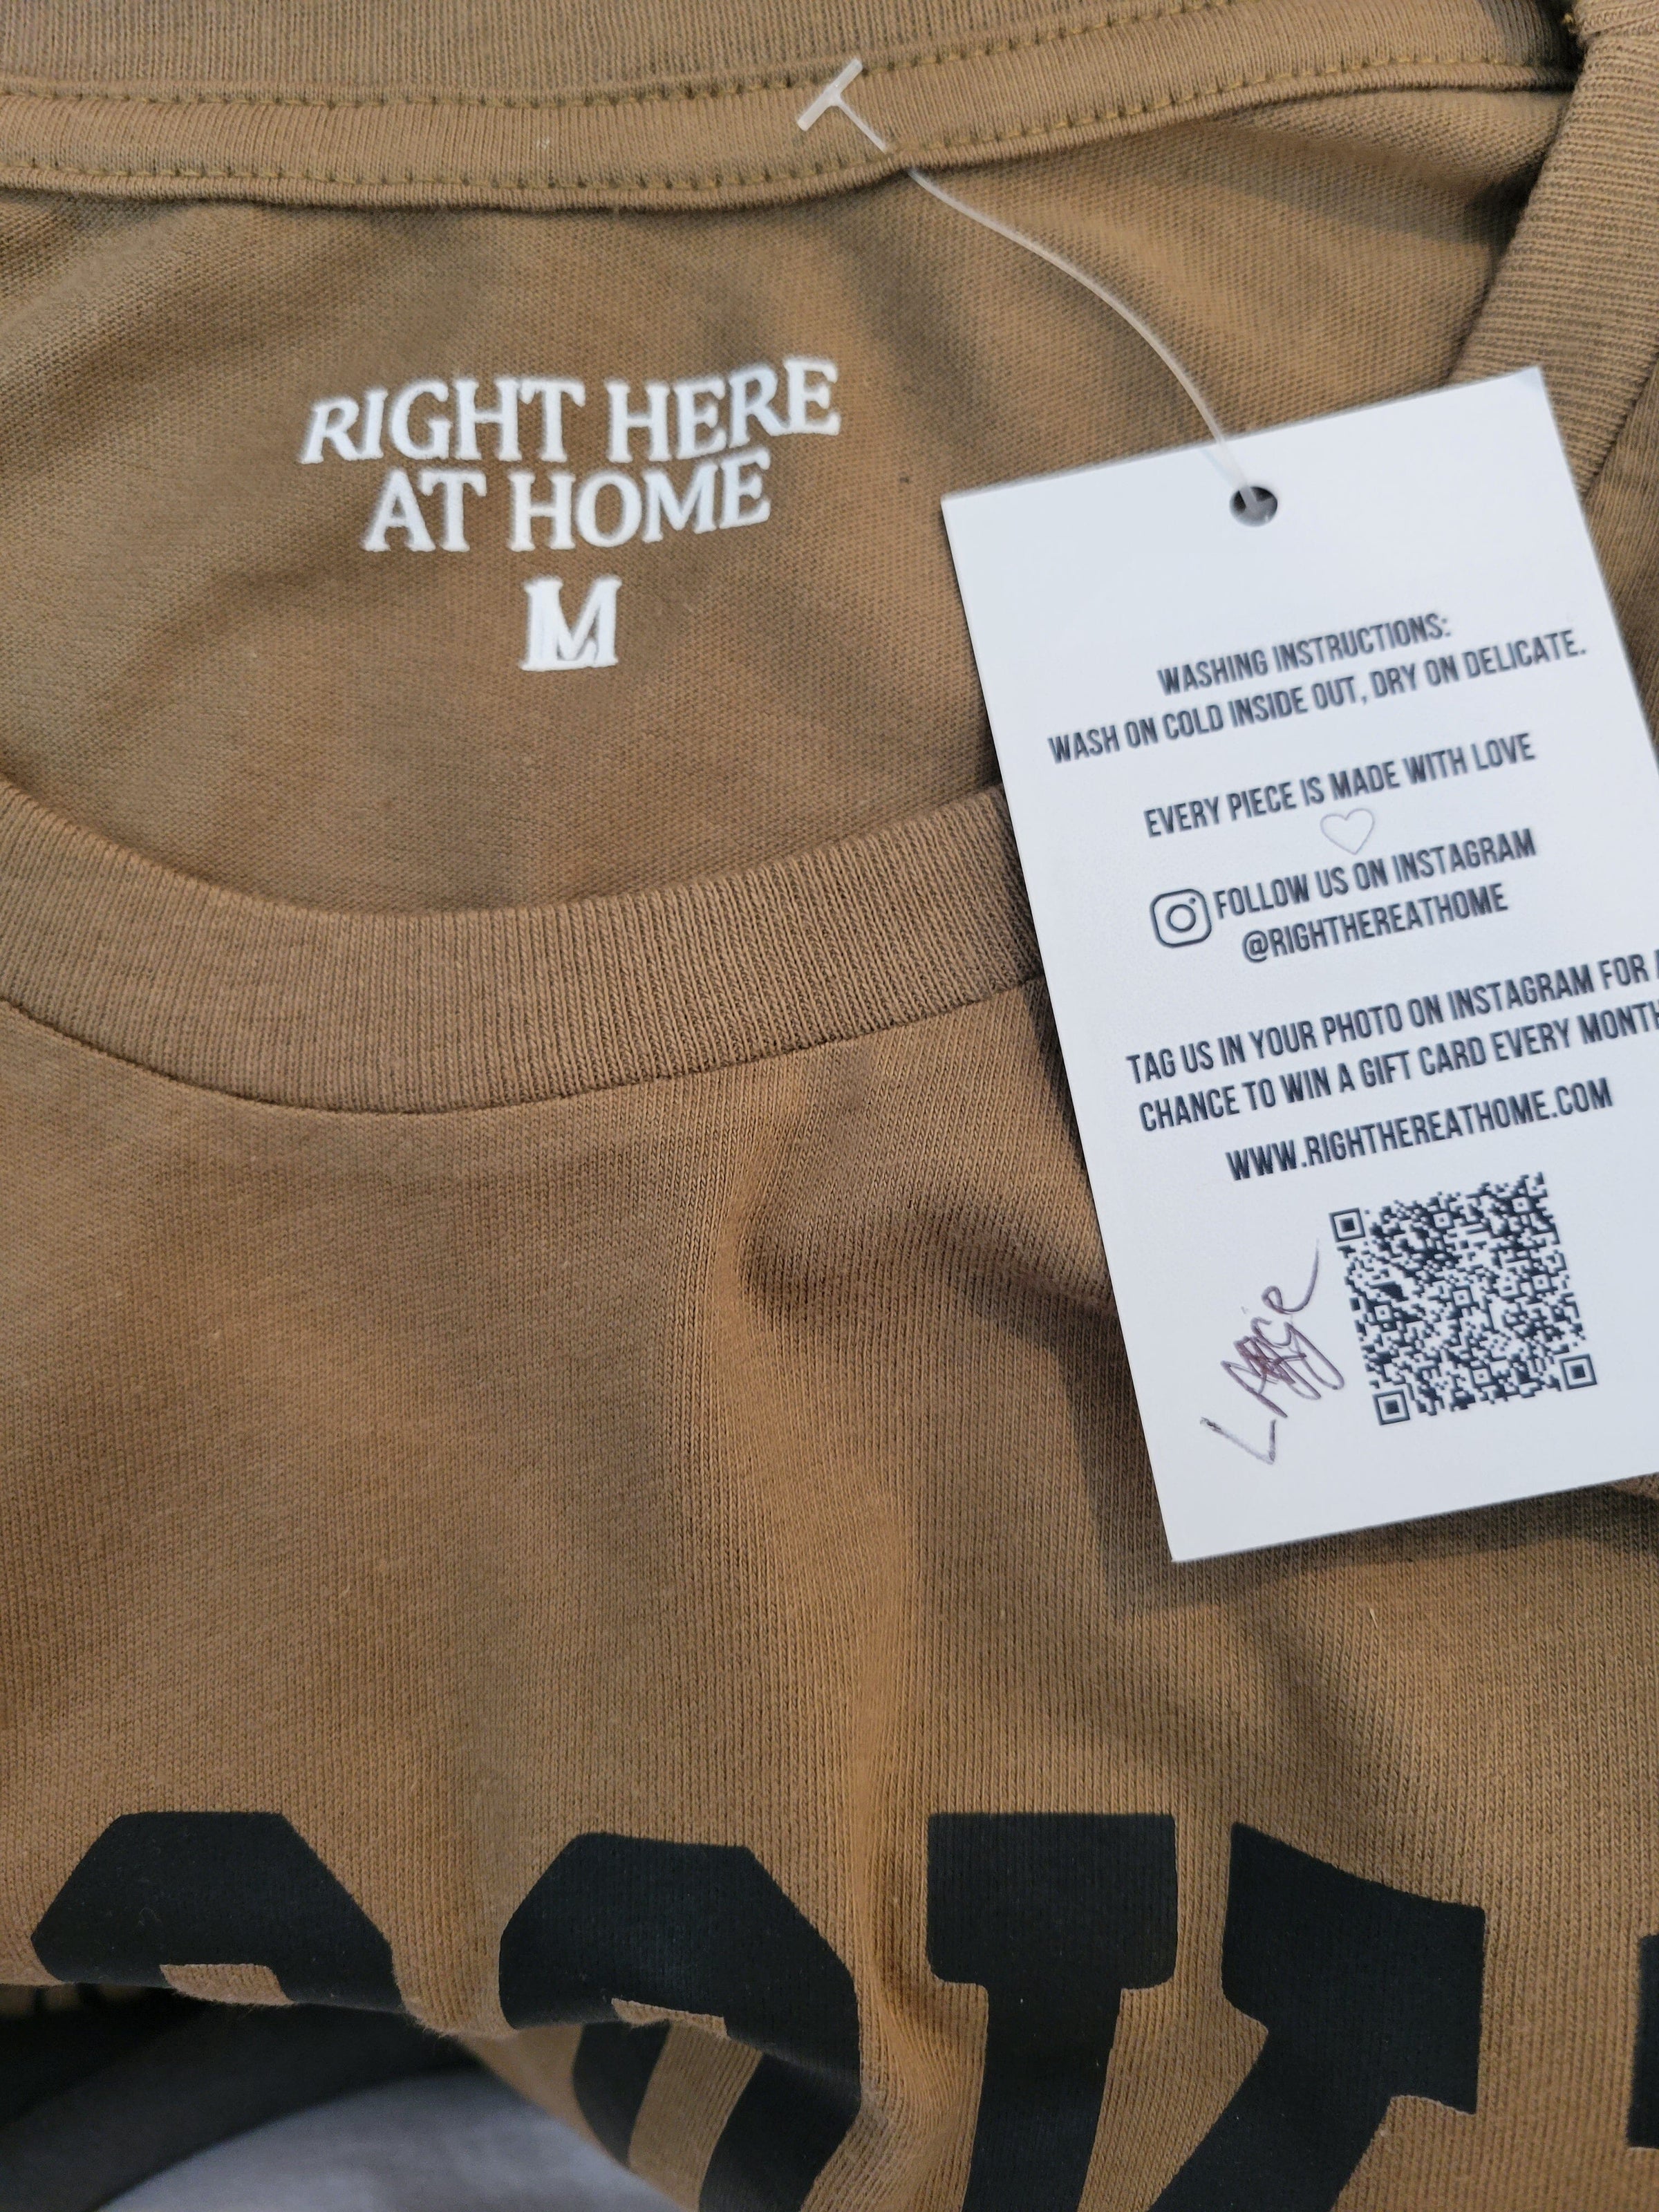 RIGHT HERE
AT HOME
M
WASHING INSTRUCTIONS:
WASH ON COLD INSIDE OUT, DRY ON DELICATE.
EVERY PIECE IS MADE WITH LOVE
FOLLOW US ON INSTAGRAM
@RIGHTHEREATHOME
TAG US IN YOUR PHOTO ON INSTAGRAM FOR A
CHANCE TO WIN A GIFT CARD EVERY MONTH
WWW.RIGHTHEREATHOME.COM